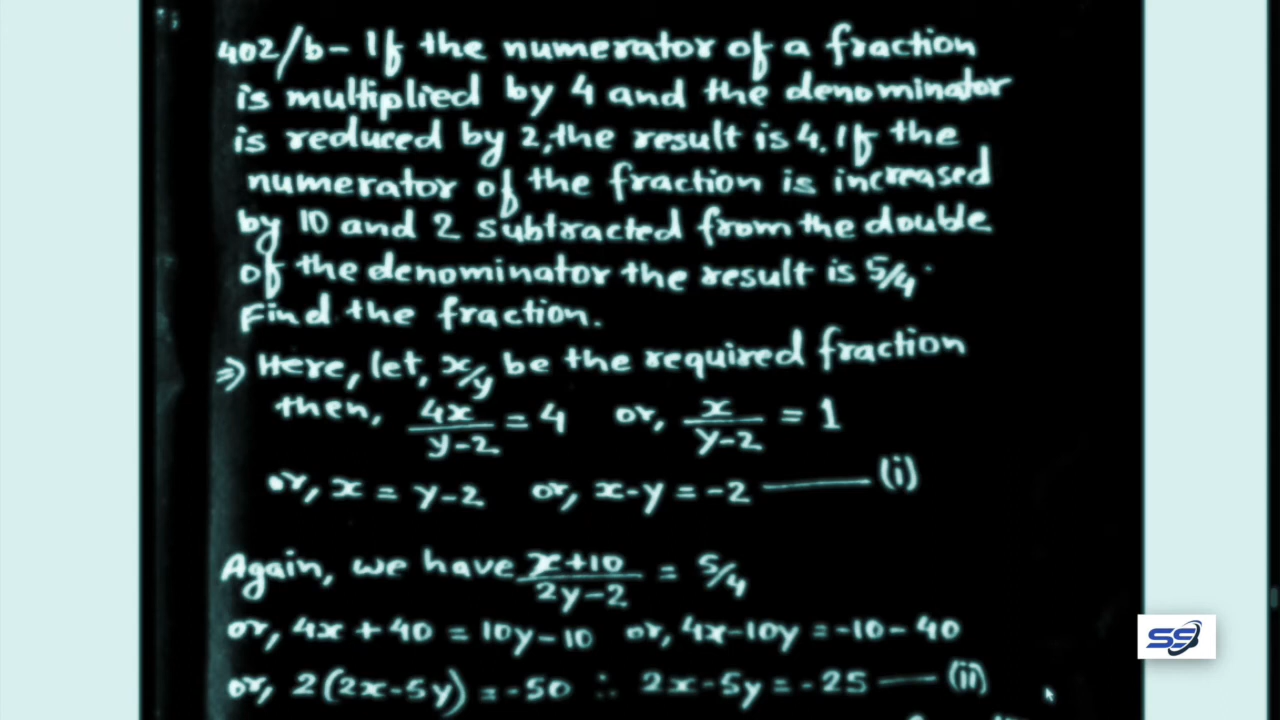 402/b- If the numerator of a fraction
is multiplied by 4 and the denominator
is reduced by 2, the result is 4. If the
numerator of the fraction is increased
by 10 and 2 subtracted from the double
of the denominator the result is 5/4.
Find the fraction.
⇒ Here, let, x/y be the required fraction
then, 4x/y-2 = 4 or, x/y-2 = 1
or, x = y-2 or, x-y = -2 —— (i)
Again, we have x+10/2y-2 = 5/4
or, 4x + 40 = 10y-10 or, 4x-10y = -10-40
or, 2(2x-5y) = -50 ∴ 2x-5y = -25 —— (ii)
SS